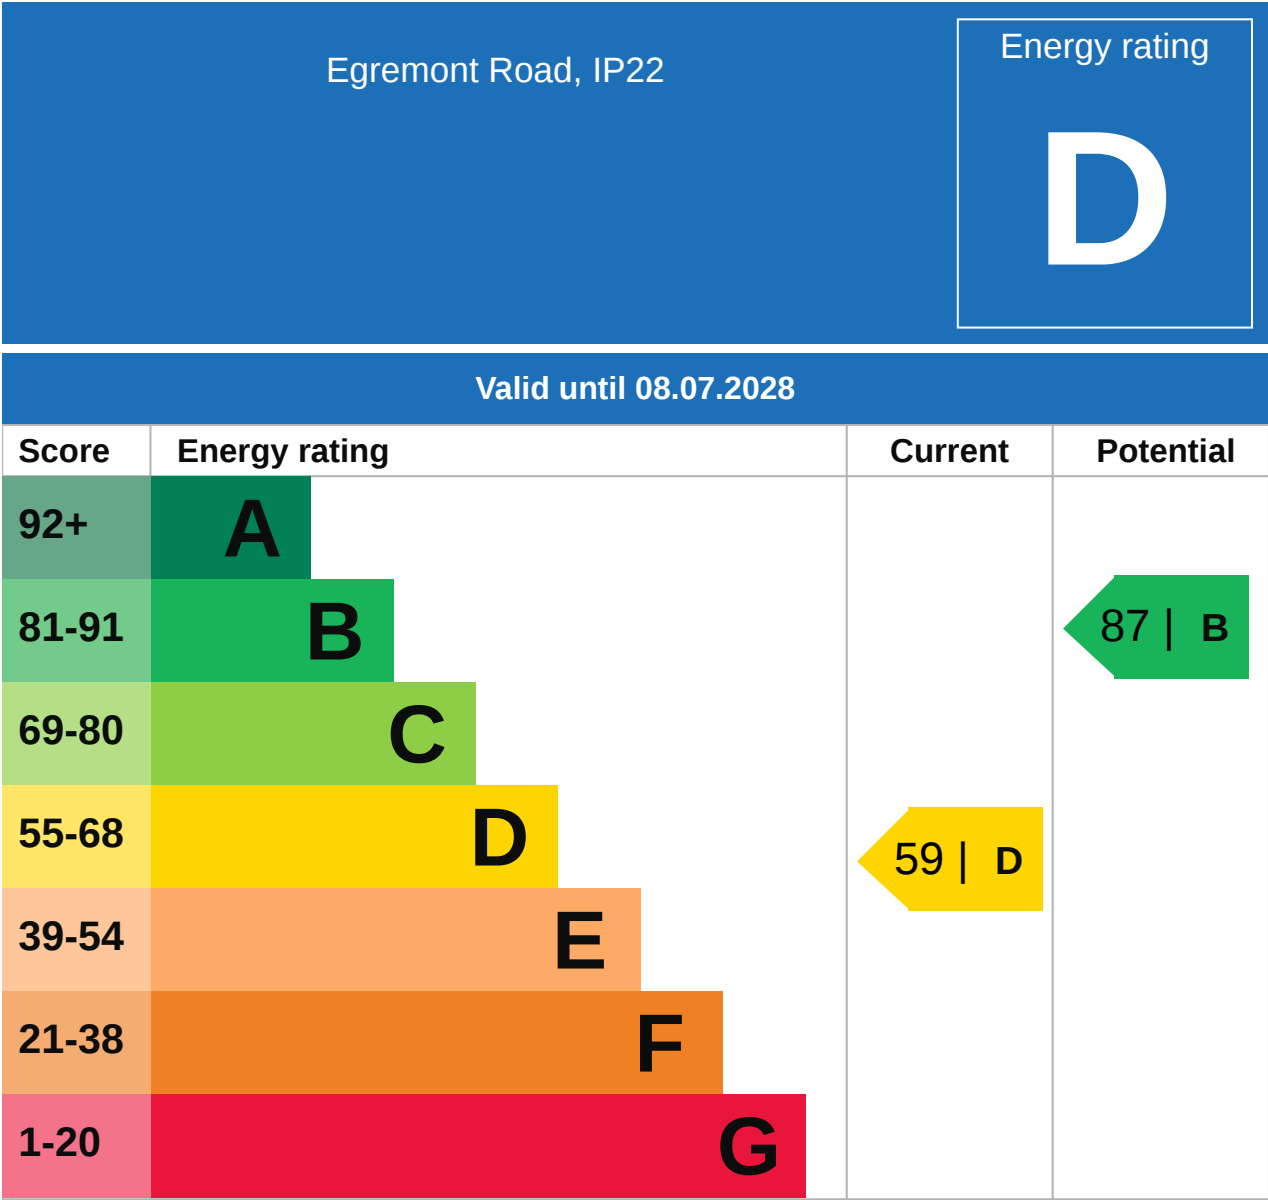 Egremont Road, IP22
Energy rating
D
Valid until 08.07.2028
Score Energy rating Current Potential
92+ A
81-91 B 87 | B
69-80 C
55-68 D 59 | D
39-54 E
21-38 F
1-20 G